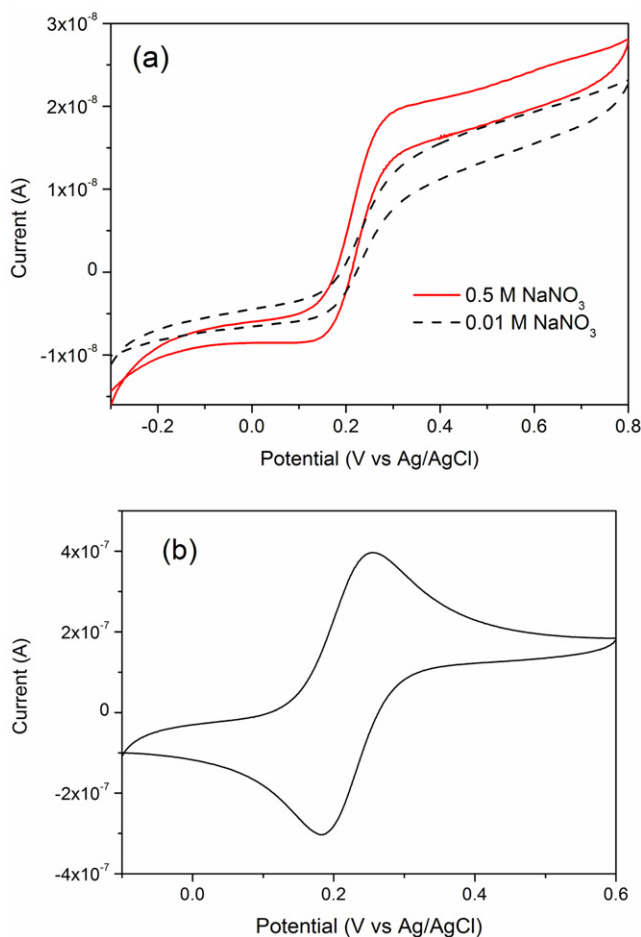 (a)
3x10⁻⁸
2x10⁻⁸
1x10⁻⁸
0
-1x10⁻⁸
Current (A)
0.5 M NaNO₃
0.01 M NaNO₃
-0.2 0.0 0.2 0.4 0.6 0.8
Potential (V vs Ag/AgCl)
(b)
4x10⁻⁷
2x10⁻⁷
0
-2x10⁻⁷
-4x10⁻⁷
Current (A)
0.0 0.2 0.4 0.6
Potential (V vs Ag/AgCl)